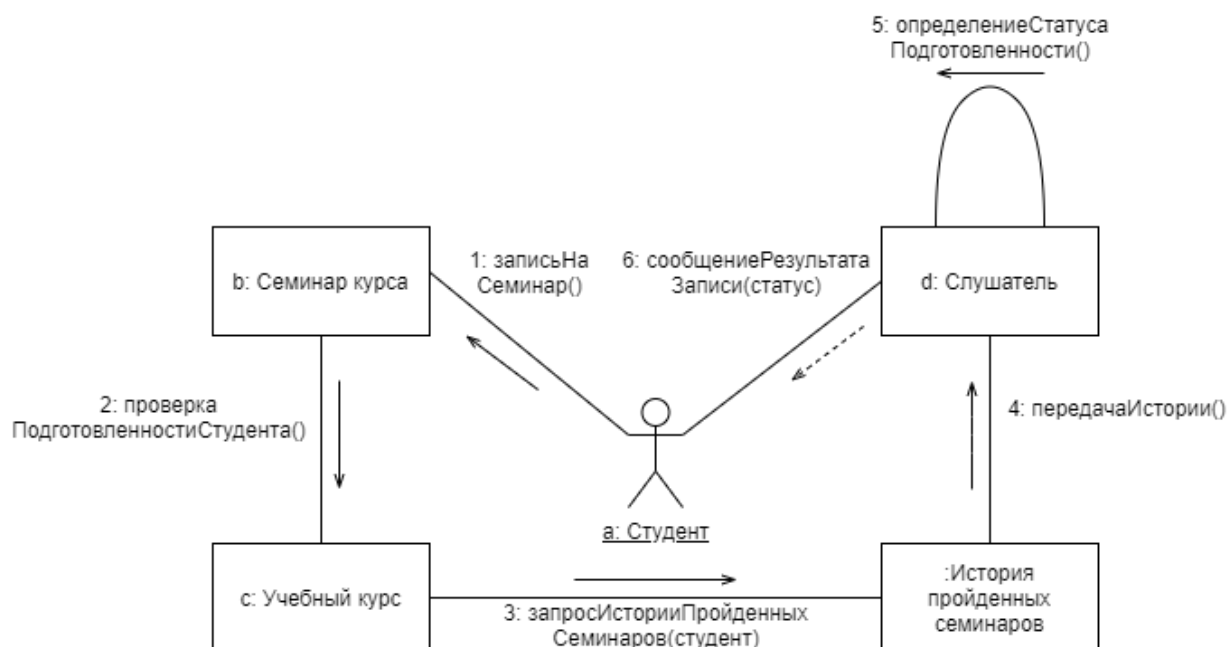 5: определениеСтатуса
Подготовленности()
b: Семинар курса
1: записьНа
Семинар()
6: сообщениеРезультата
Записи(статус)
d: Слушатель
2: проверка
ПодготовленностиСтудента()
4: передачаИстории()
a: Студент
c: Учебный курс
3: запросИсторииПройденных
Семинаров(студент)
:История
пройденных
семинаров